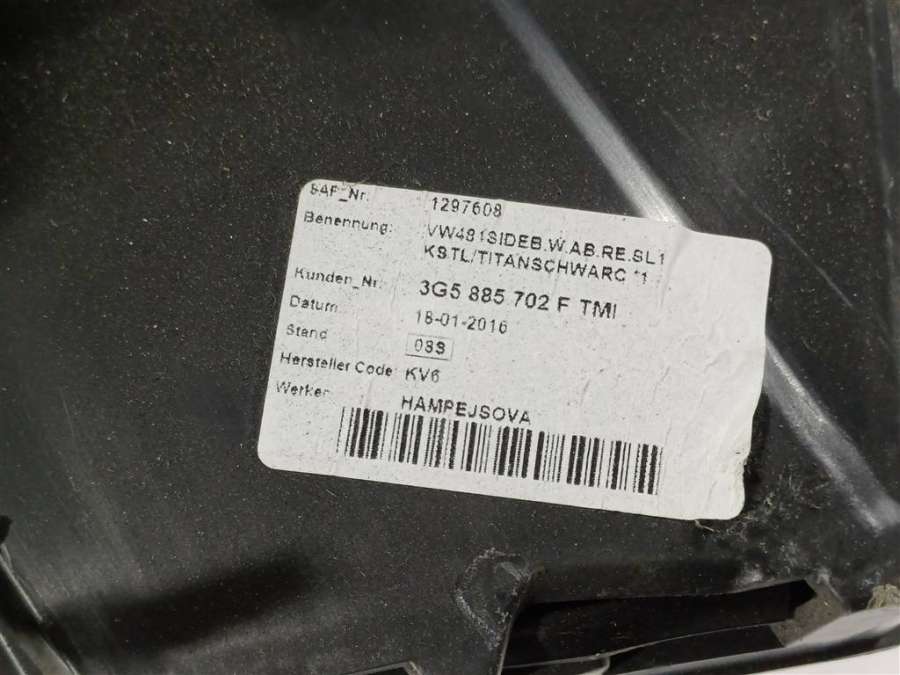 SAF_Nr. 1297608
Benennung: VW481SIDEB.W.AB.RE.SL1
KSTL/TITANSCHWARC *1
Kunden_Nr. 3G5 885 702 F TMI
Datum 18-01-2016
Stand 08S
Hersteller Code KV6
Werker HAMPEJSOVA